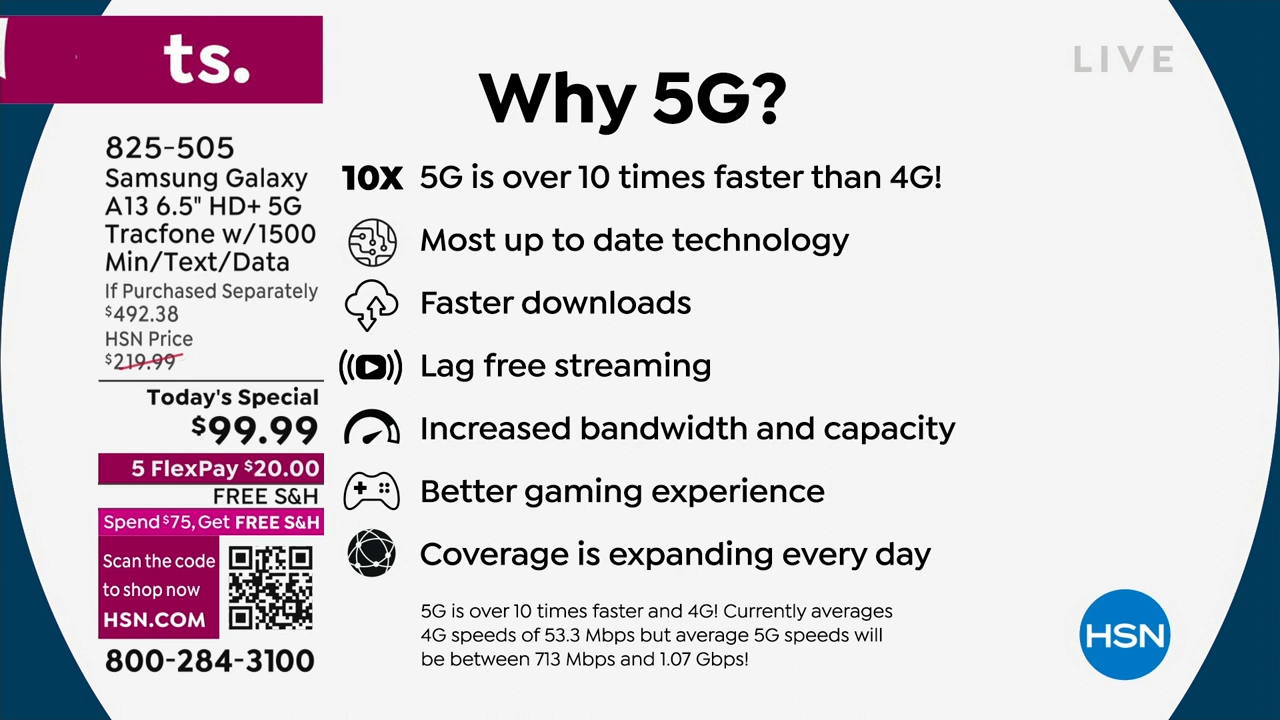 ts.
LIVE
Why 5G?
825-505
Samsung Galaxy
A13 6.5" HD+ 5G
Tracfone w/1500
Min/Text/Data
If Purchased Separately
$492.38
HSN Price
$219.99
Today's Special
$99.99
5 FlexPay $20.00
FREE S&H
Spend $75, Get FREE S&H
Scan the code
to shop now
HSN.COM
800-284-3100
10X 5G is over 10 times faster than 4G!
Most up to date technology
Faster downloads
Lag free streaming
Increased bandwidth and capacity
Better gaming experience
Coverage is expanding every day
5G is over 10 times faster and 4G! Currently averages
4G speeds of 53.3 Mbps but average 5G speeds will
be between 713 Mbps and 1.07 Gbps!
HSN